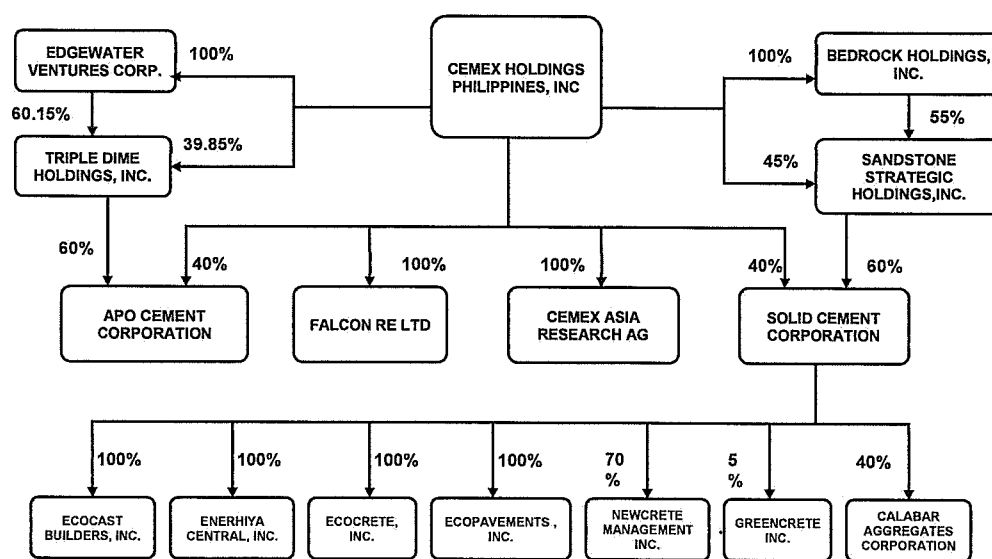 EDGEWATER
VENTURES CORP.
100%
CEMEX HOLDINGS
PHILIPPINES, INC
100%
BEDROCK HOLDINGS,
INC.
60.15%
55%
39.85%
TRIPLE DIME
HOLDINGS, INC.
45%
SANDSTONE
STRATEGIC
HOLDINGS,INC.
60%
40%
100%
100%
40%
60%
APO CEMENT
CORPORATION
FALCON RE LTD
CEMEX ASIA
RESEARCH AG
SOLID CEMENT
CORPORATION
100%
100%
100%
100%
70
%
5
%
40%
ECOCAST
BUILDERS, INC.
ENERHIYA
CENTRAL, INC.
ECOCRETE,
INC.
ECOPAVEMENTS ,
INC.
NEWCRETE
MANAGEMENT
INC.
GREENCRETE
INC.
CALABAR
AGGREGATES
CORPORATION